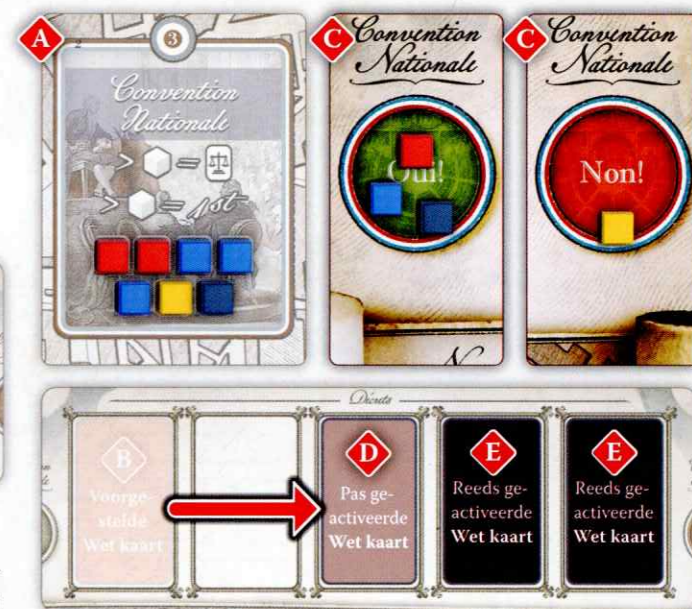 A
2
3
Convention
Nationale
> =
> = 1st
C
Convention
Nationale
Oui!
C
Convention
Nationale
Non!
Décrets
B
Voorge-
stelde
Wet kaart
D
Pas ge-
activeerde
Wet kaart
E
Reeds ge-
activeerde
Wet kaart
E
Reeds ge-
activeerde
Wet kaart